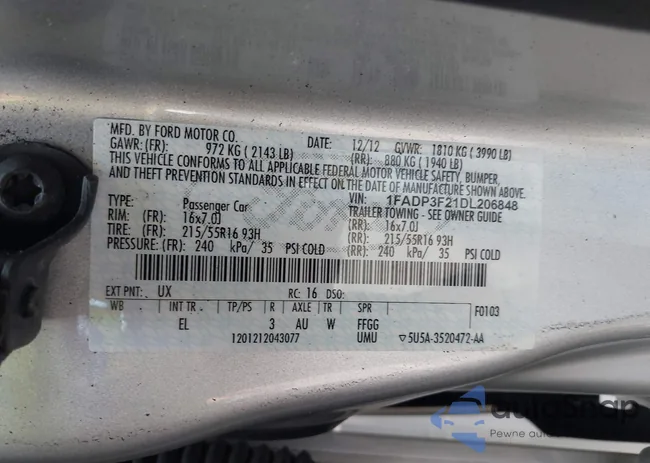 MFD. BY FORD MOTOR CO. DATE: 12/12 GVWR: 1810 KG ( 3990 LB)
GAWR: (FR): 972 KG ( 2143 LB) (RR): 880 KG ( 1940 LB)
THIS VEHICLE CONFORMS TO ALL APPLICABLE FEDERAL MOTOR VEHICLE SAFETY, BUMPER,
AND THEFT PREVENTION STANDARDS IN EFFECT ON THE DATE OF MANUFACTURE SHOWN ABOVE.
VIN: 1FADP3F21DL206848
TYPE: Passenger Car TRAILER TOWING – SEE OWNER GUIDE
RIM: (FR): 16x7.0J (RR): 16x7.0J
TIRE: (FR): 215/55R16 93H (RR): 215/55R16 93H
PRESSURE: (FR): 240 kPa/ 35 PSI COLD (RR): 240 kPa/ 35 PSI COLD
EXT PNT: UX RC: 16 DSO:
WB INT TR TP/PS R AXLE TR SPR F0103
EL 3 AU W FFGG
1201212043077 UMU ▽5U5A-3520472-AA
autoSnap
Pewne auto